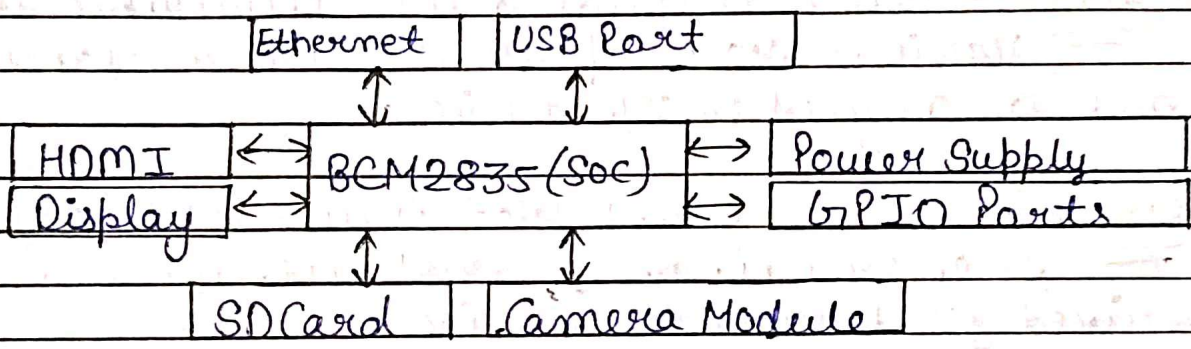 Ethernet USB Port
HDMI BCM2835 (SoC) Power Supply
Display GPIO Ports
SD Card Camera Module